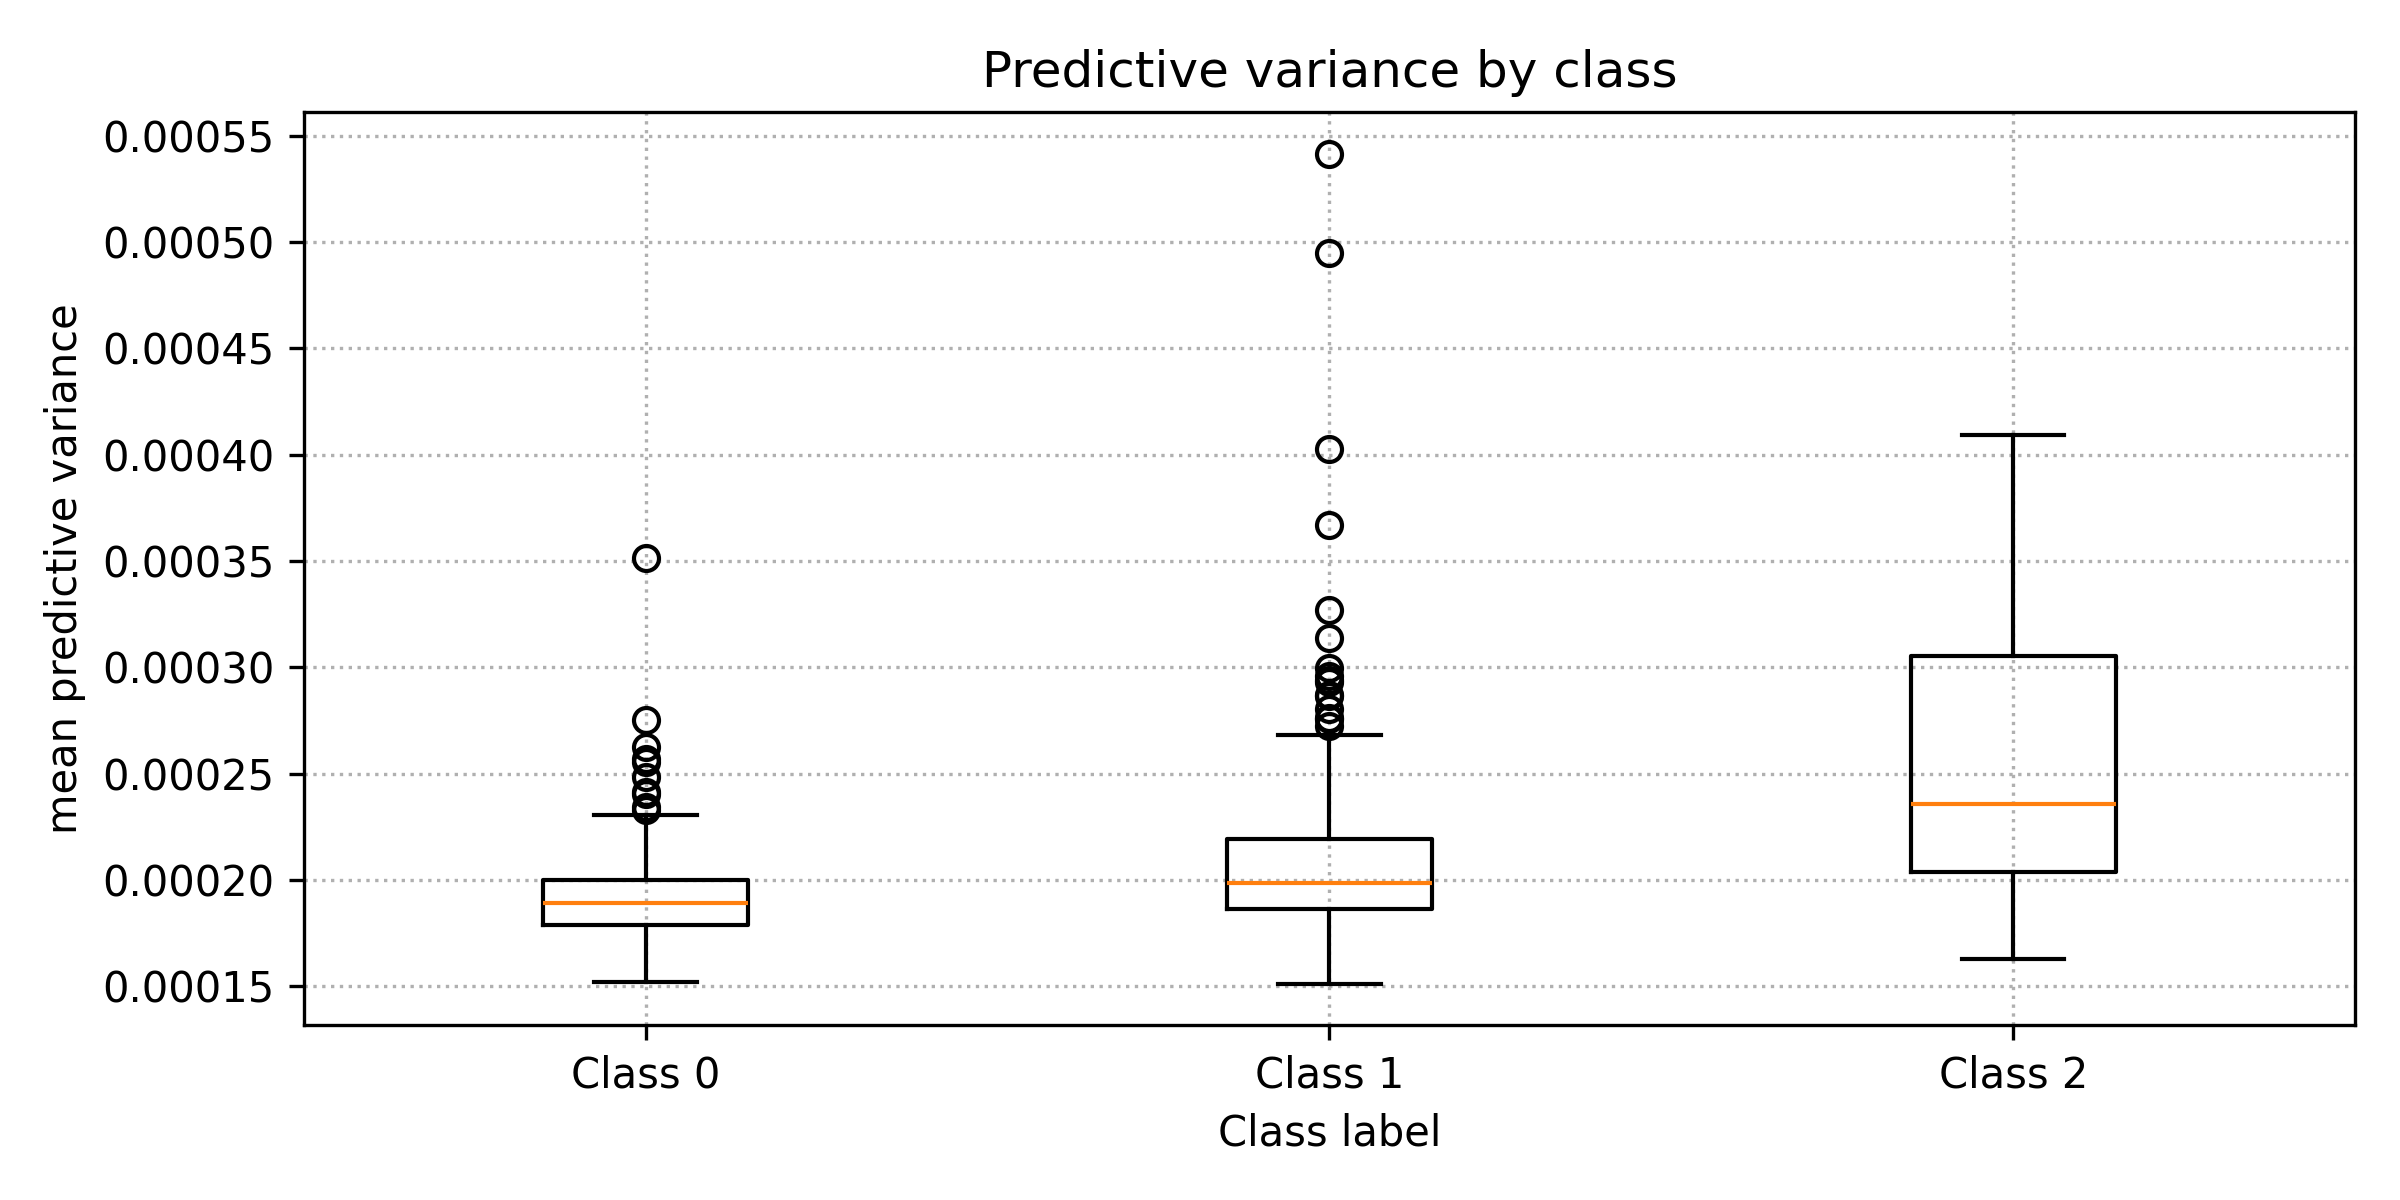 Predictive variance by class
mean predictive variance
0.00055
0.00050
0.00045
0.00040
0.00035
0.00030
0.00025
0.00020
0.00015
Class 0
Class 1
Class 2
Class label